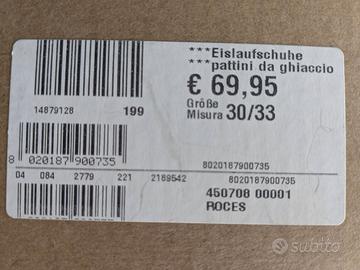 ***Eislaufschuhe
***pattini da ghiaccio
€ 69,95
Größe
Misura 30/33
14879128
199
8 020187 900735
8020187900735
04 084 2779 221 2189542
8020187900735
450708 00001
ROCES
subito